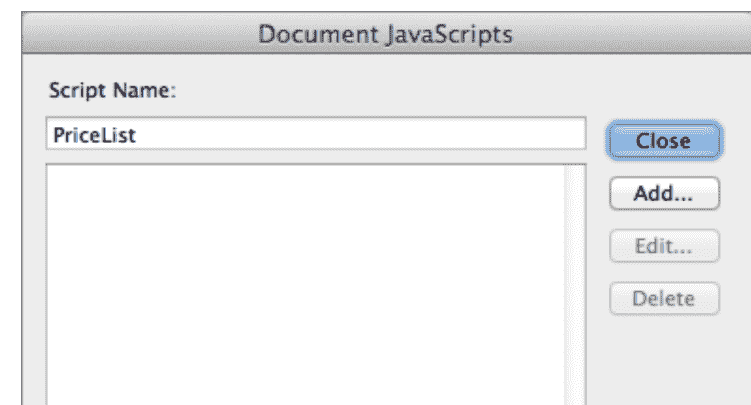 Document JavaScripts
Script Name:
PriceList
Close
Add...
Edit...
Delete